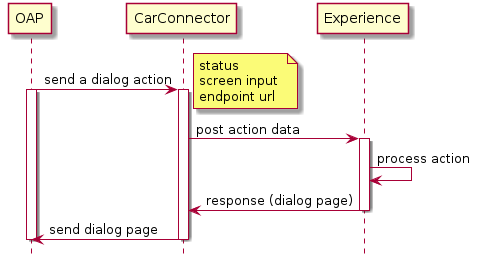 OAP
CarConnector
Experience
send a dialog action
status
screen input
endpoint url
post action data
process action
response (dialog page)
send dialog page